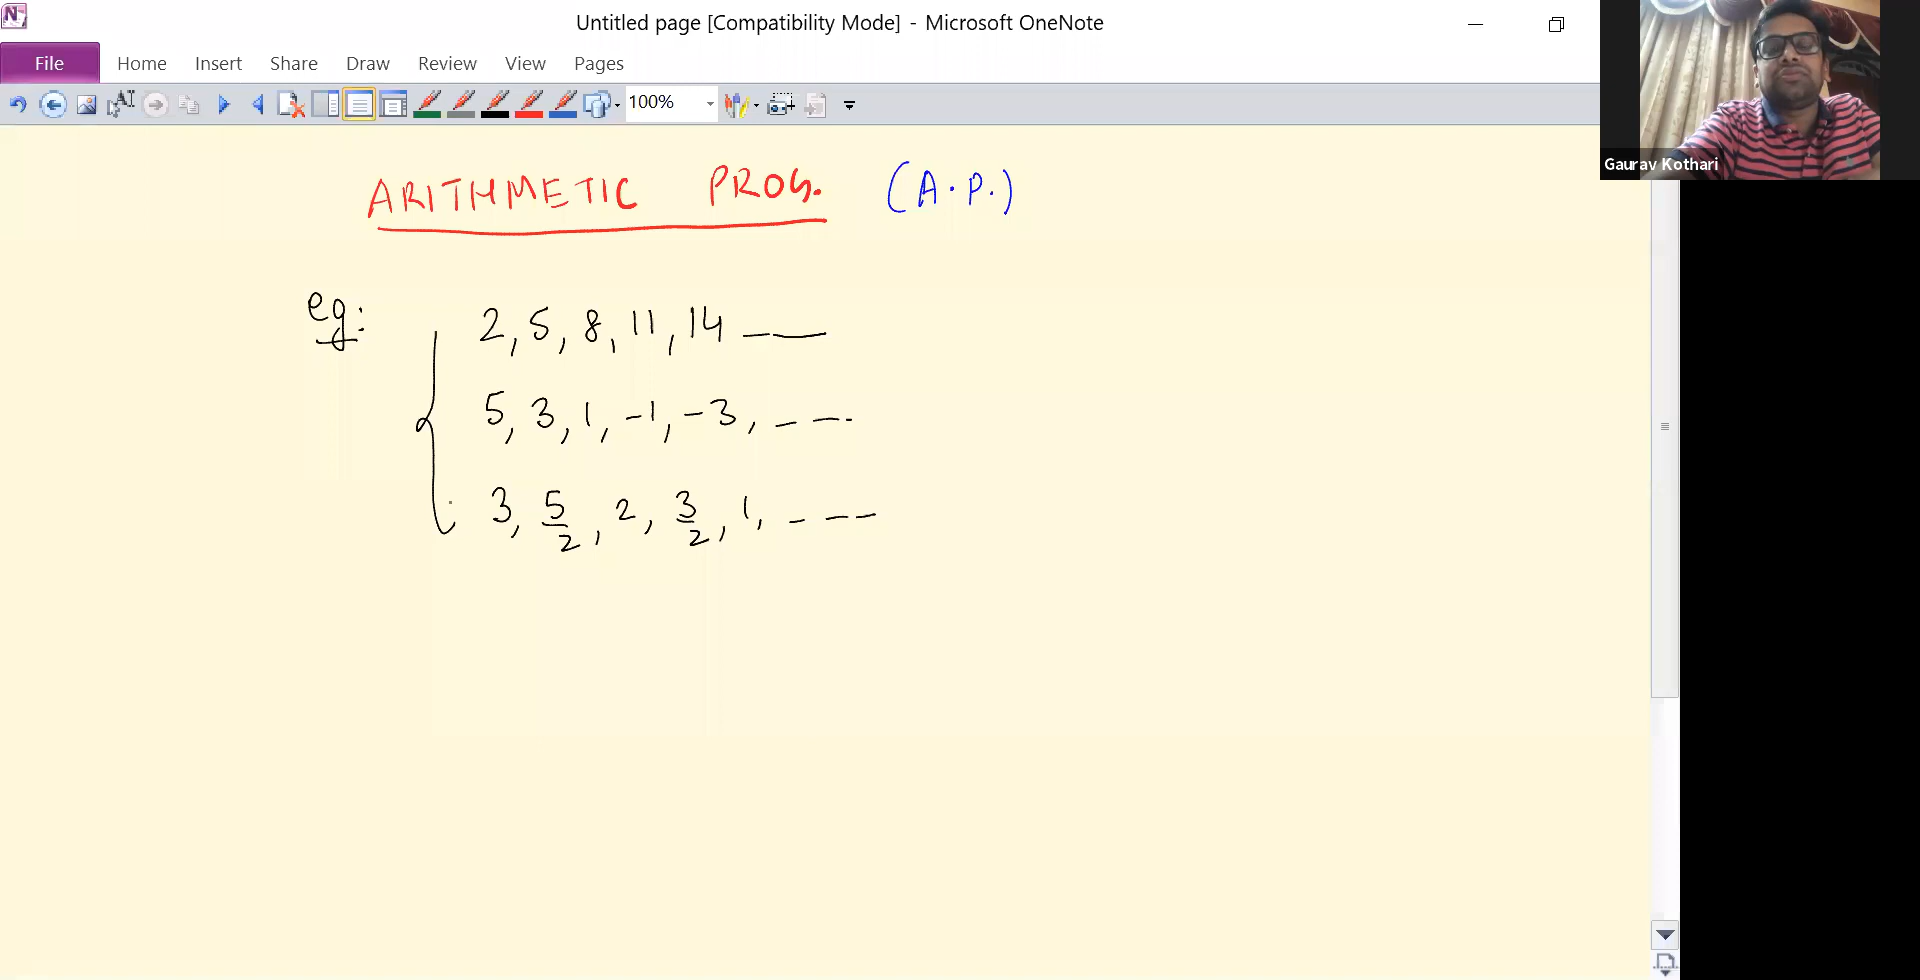 Untitled page [Compatibility Mode] - Microsoft OneNote
File Home Insert Share Draw Review View Pages
100%
Gaurav Kothari
ARITHMETIC PROG. (A.P.)
eg:
2, 5, 8, 11, 14 ——
5, 3, 1, -1, -3, - --
3, 5/2, 2, 3/2, 1, - - -